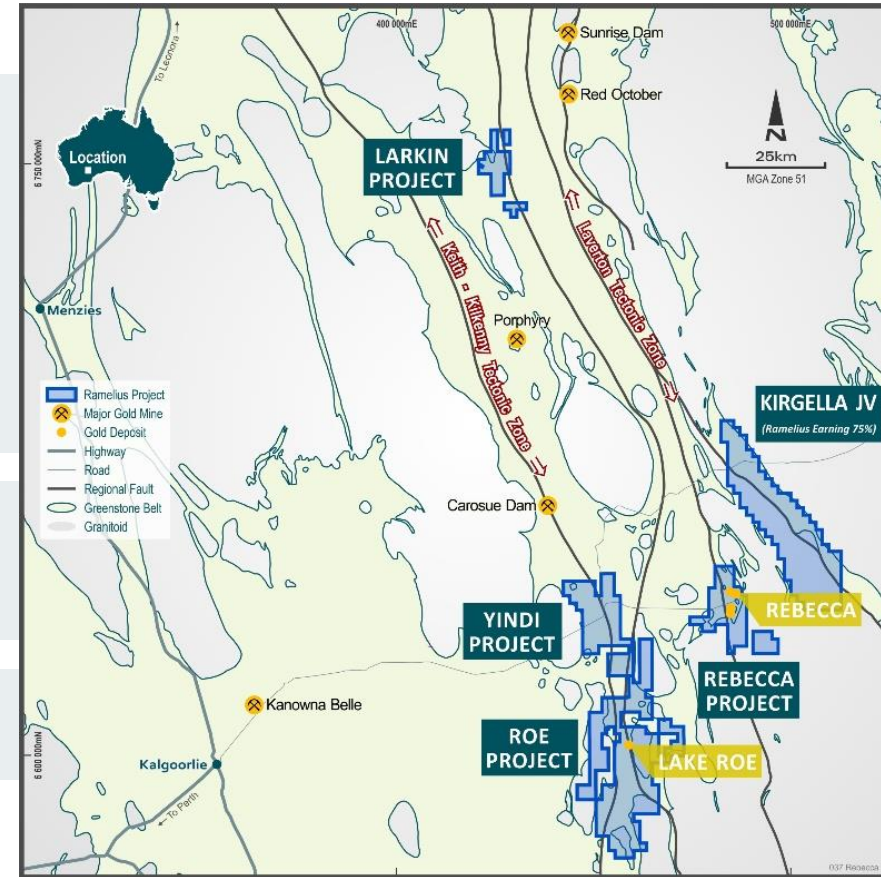 400 000mE
500 000mE
To Leonora
Sunrise Dam
Red October
N
25km
MGA Zone 51
6 750 000mN
Location
LARKIN
PROJECT
Laverton Tectonic Zone
Keith - Kilkenny Tectonic Zone
Menzies
Porphyry
Ramelius Project
Major Gold Mine
Gold Deposit
Highway
Road
Regional Fault
Greenstone Belt
Granitoid
KIRGELLA JV
(Ramelius Earning 75%)
Carosue Dam
YINDI
PROJECT
REBECCA
REBECCA
PROJECT
Kanowna Belle
ROE
PROJECT
LAKE ROE
6 600 000mN
Kalgoorlie
To Perth
037 Rebecca